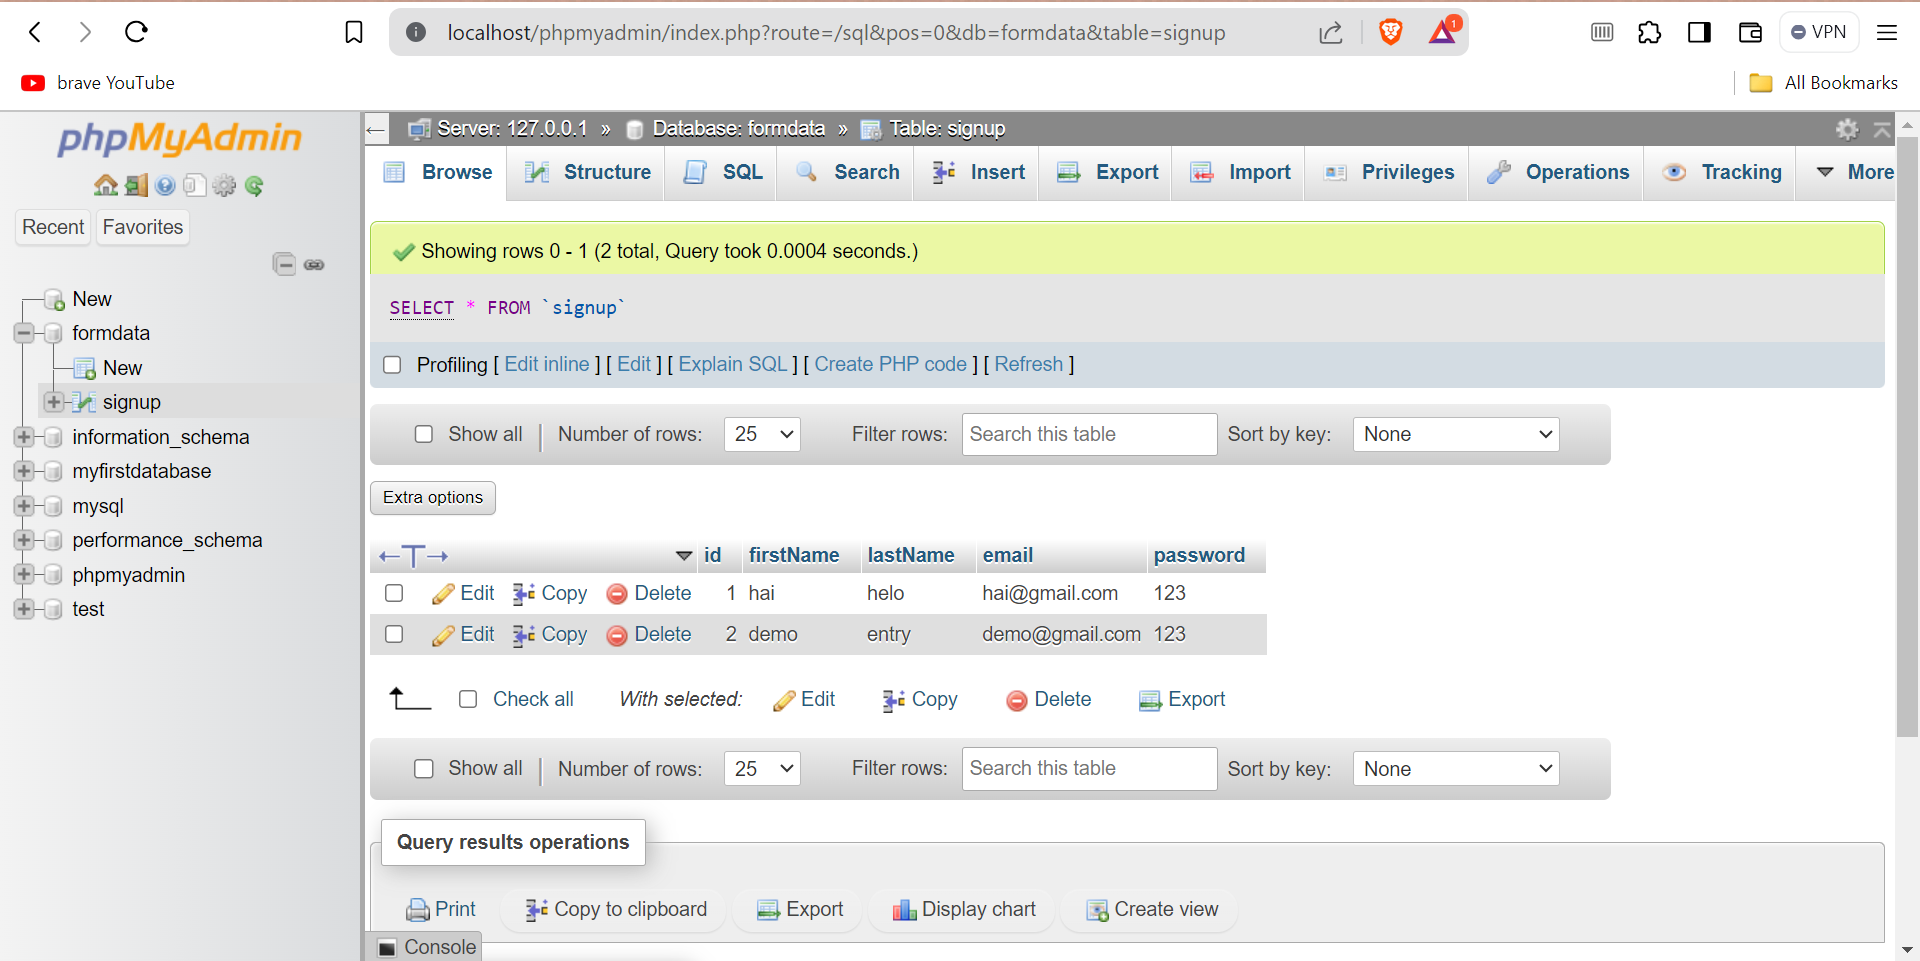 localhost/phpmyadmin/index.php?route=/sql&pos=0&db=formdata&table=signup
1
VPN
brave YouTube
All Bookmarks
phpMyAdmin
Recent Favorites
New
formdata
New
signup
information_schema
myfirstdatabase
mysql
performance_schema
phpmyadmin
test
Server: 127.0.0.1 » Database: formdata » Table: signup
Browse Structure SQL Search Insert Export Import Privileges Operations Tracking More
Showing rows 0 - 1 (2 total, Query took 0.0004 seconds.)
SELECT * FROM `signup`
Profiling [ Edit inline ] [ Edit ] [ Explain SQL ] [ Create PHP code ] [ Refresh ]
Show all | Number of rows: 25 Filter rows: Search this table Sort by key: None
Extra options
←T→ id firstName lastName email password
Edit Copy Delete 1 hai helo hai@gmail.com 123
Edit Copy Delete 2 demo entry demo@gmail.com 123
Check all With selected: Edit Copy Delete Export
Show all | Number of rows: 25 Filter rows: Search this table Sort by key: None
Query results operations
Print Copy to clipboard Export Display chart Create view
Console